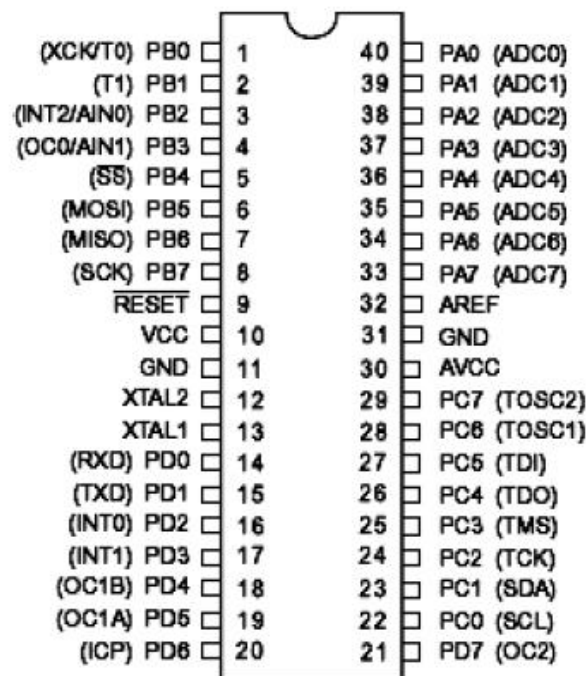 (XCK/T0) PB0 1 40 PA0 (ADC0)
(T1) PB1 2 39 PA1 (ADC1)
(INT2/AIN0) PB2 3 38 PA2 (ADC2)
(OC0/AIN1) PB3 4 37 PA3 (ADC3)
(SS) PB4 5 36 PA4 (ADC4)
(MOSI) PB5 6 35 PA5 (ADC5)
(MISO) PB6 7 34 PA6 (ADC6)
(SCK) PB7 8 33 PA7 (ADC7)
RESET 9 32 AREF
VCC 10 31 GND
GND 11 30 AVCC
XTAL2 12 29 PC7 (TOSC2)
XTAL1 13 28 PC6 (TOSC1)
(RXD) PD0 14 27 PC5 (TDI)
(TXD) PD1 15 26 PC4 (TDO)
(INT0) PD2 16 25 PC3 (TMS)
(INT1) PD3 17 24 PC2 (TCK)
(OC1B) PD4 18 23 PC1 (SDA)
(OC1A) PD5 19 22 PC0 (SCL)
(ICP) PD6 20 21 PD7 (OC2)